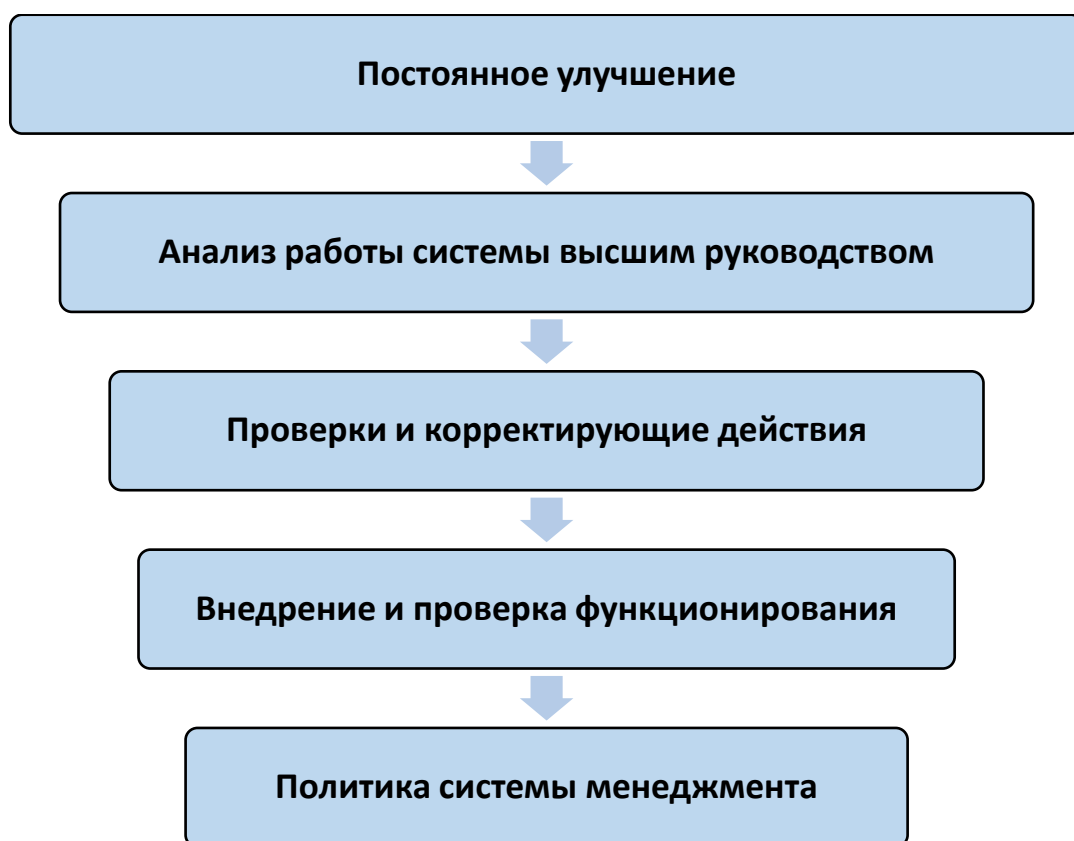 Постоянное улучшение
Анализ работы системы высшим руководством
Проверки и корректирующие действия
Внедрение и проверка функционирования
Политика системы менеджмента